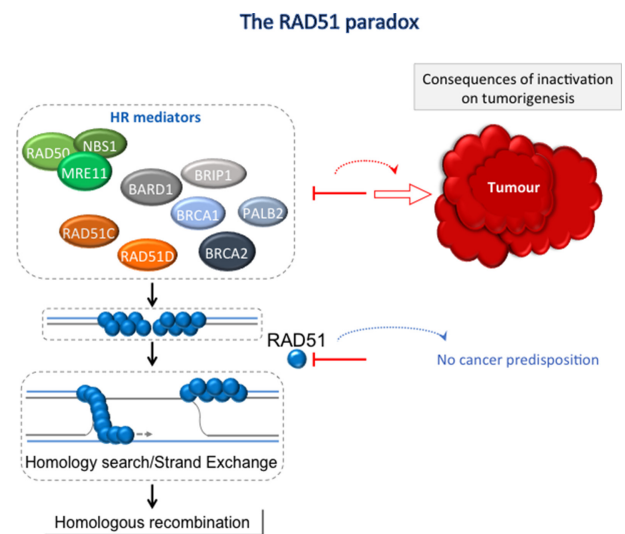 The RAD51 paradox
Consequences of inactivation
on tumorigenesis
HR mediators
RAD50
NBS1
MRE11
BARD1
BRIP1
BRCA1
PALB2
RAD51C
RAD51D
BRCA2
Tumour
RAD51
No cancer predisposition
Homology search/Strand Exchange
Homologous recombination